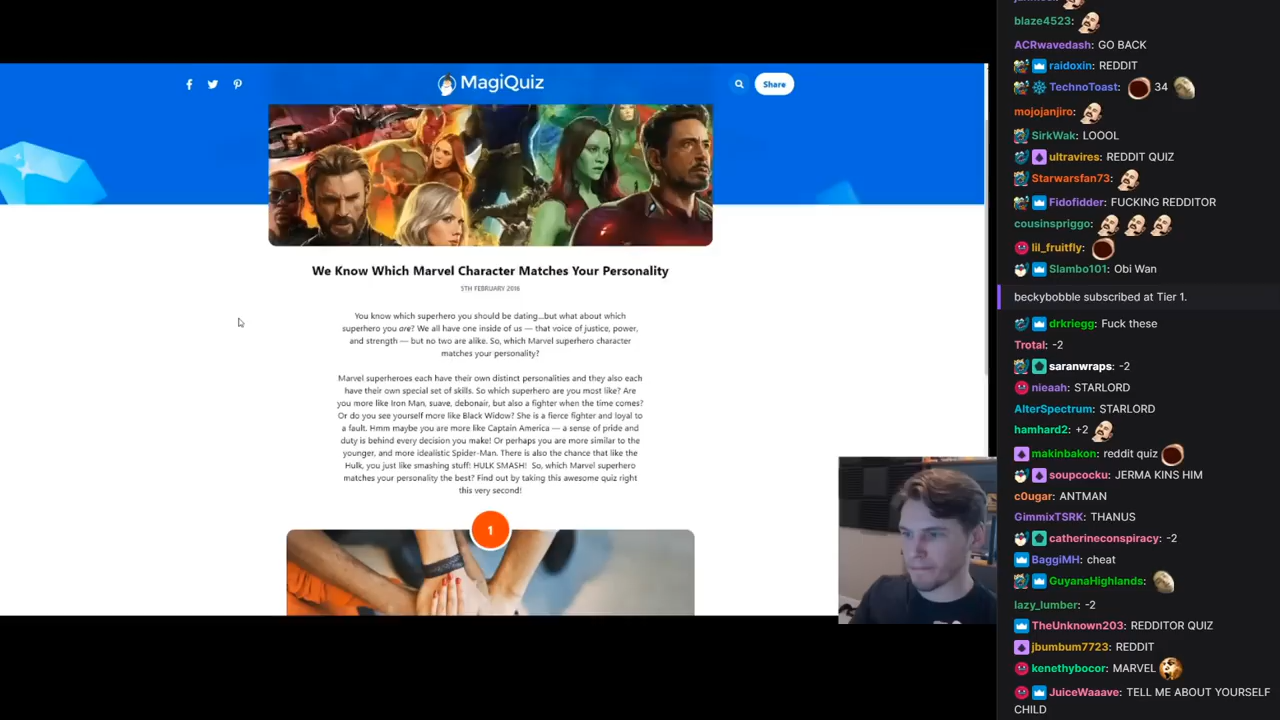 MagiQuiz
Share
We Know Which Marvel Character Matches Your Personality
5TH FEBRUARY 2016
You know which superhero you should be dating...but what about which
superhero you are? We all have one inside of us — that voice of justice, power,
and strength — but no two are alike. So, which Marvel superhero character
matches your personality?
Marvel superheroes each have their own distinct personalities and they also each
have their own special set of skills. So which superhero are you most like? Are
you more like Iron Man, suave, debonair, but also a fighter when the time comes?
Or do you see yourself more like Black Widow? She is a fierce fighter and loyal to
a fault. Hmm maybe you are more like Captain America — a sense of pride and
duty is behind every decision you make! Or perhaps you are more similar to the
younger, and more idealistic Spider-Man. There is also the chance that like the
Hulk, you just like smashing stuff: HULK SMASH! So, which Marvel superhero
matches your personality the best? Find out by taking this awesome quiz right
this very second!
1
blaze4523:
ACRwavedash: GO BACK
raidoxin: REDDIT
TechnoToast: 34
mojojanjiro:
SirkWak: LOOOL
ultravires: REDDIT QUIZ
Starwarsfan73:
Fidofidder: FUCKING REDDITOR
cousinspriggo:
lil_fruitfly:
Slambo101: Obi Wan
beckybobble subscribed at Tier 1.
drkriegg: Fuck these
Trotal: -2
saranwraps: -2
nieaah: STARLORD
AlterSpectrum: STARLORD
hamhard2: +2
makinbakon: reddit quiz
soupcocku: JERMA KINS HIM
c0ugar: ANTMAN
GimmixTSRK: THANUS
catherineconspiracy: -2
BaggiMH: cheat
GuyanaHighlands:
lazy_lumber: -2
TheUnknown203: REDDITOR QUIZ
jbumbum7723: REDDIT
kenethybocor: MARVEL
JuiceWaaave: TELL ME ABOUT YOURSELF
CHILD